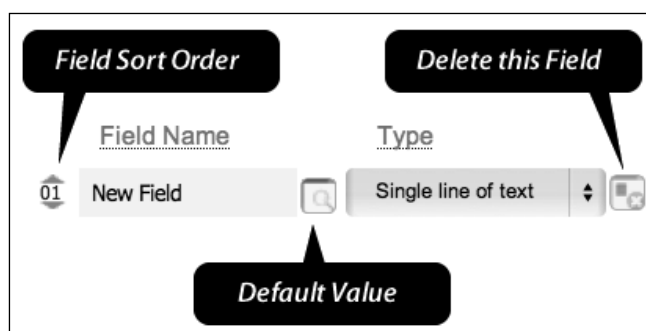 Field Sort Order
Delete this Field
Field Name
Type
01
New Field
Single line of text
Default Value